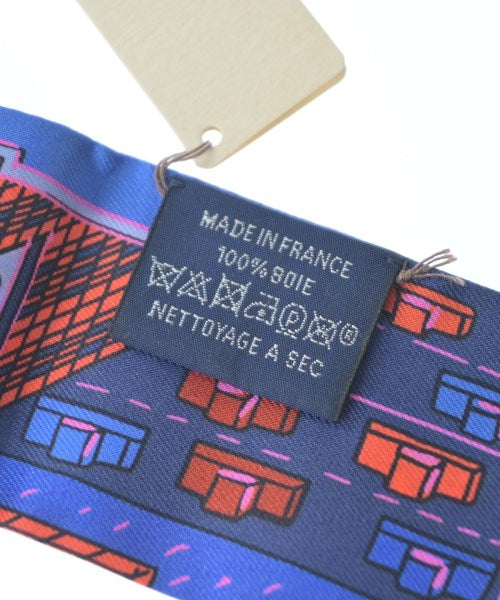 MADE IN FRANCE
100% SOIE
®
NETTOYAGE A SEC